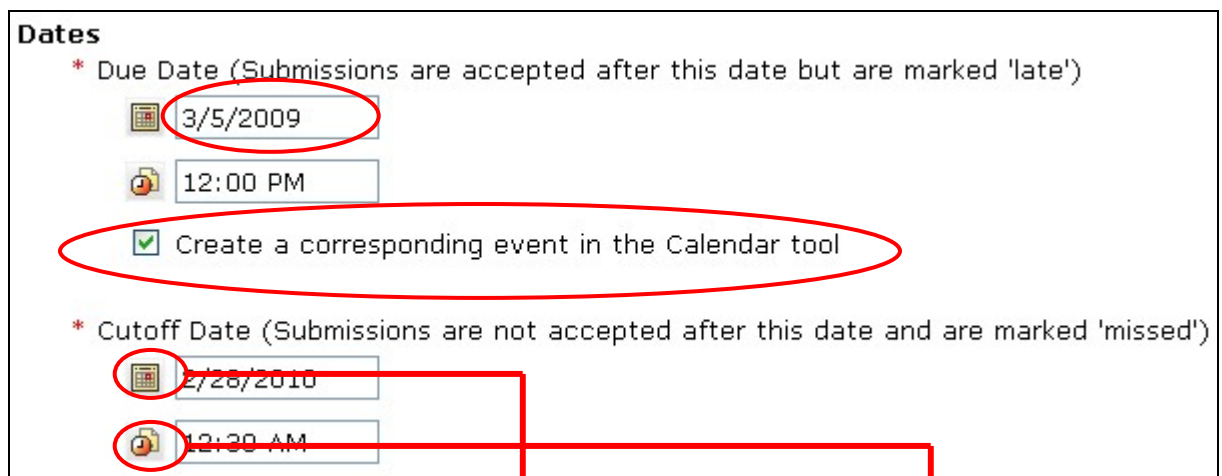 Dates
* Due Date (Submissions are accepted after this date but are marked 'late')
3/5/2009
12:00 PM
Create a corresponding event in the Calendar tool
* Cutoff Date (Submissions are not accepted after this date and are marked 'missed')
2/28/2010
12:30 AM